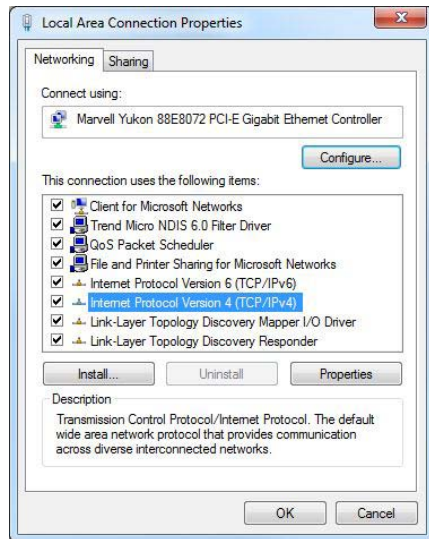 Local Area Connection Properties
Networking
Sharing
Connect using:
Marvell Yukon 88E8072 PCI-E Gigabit Ethernet Controller
Configure...
This connection uses the following items:
Client for Microsoft Networks
Trend Micro NDIS 6.0 Filter Driver
QoS Packet Scheduler
File and Printer Sharing for Microsoft Networks
Internet Protocol Version 6 (TCP/IPv6)
Internet Protocol Version 4 (TCP/IPv4)
Link-Layer Topology Discovery Mapper I/O Driver
Link-Layer Topology Discovery Responder
Install...
Uninstall
Properties
Description
Transmission Control Protocol/Internet Protocol. The default
wide area network protocol that provides communication
across diverse interconnected networks.
OK
Cancel